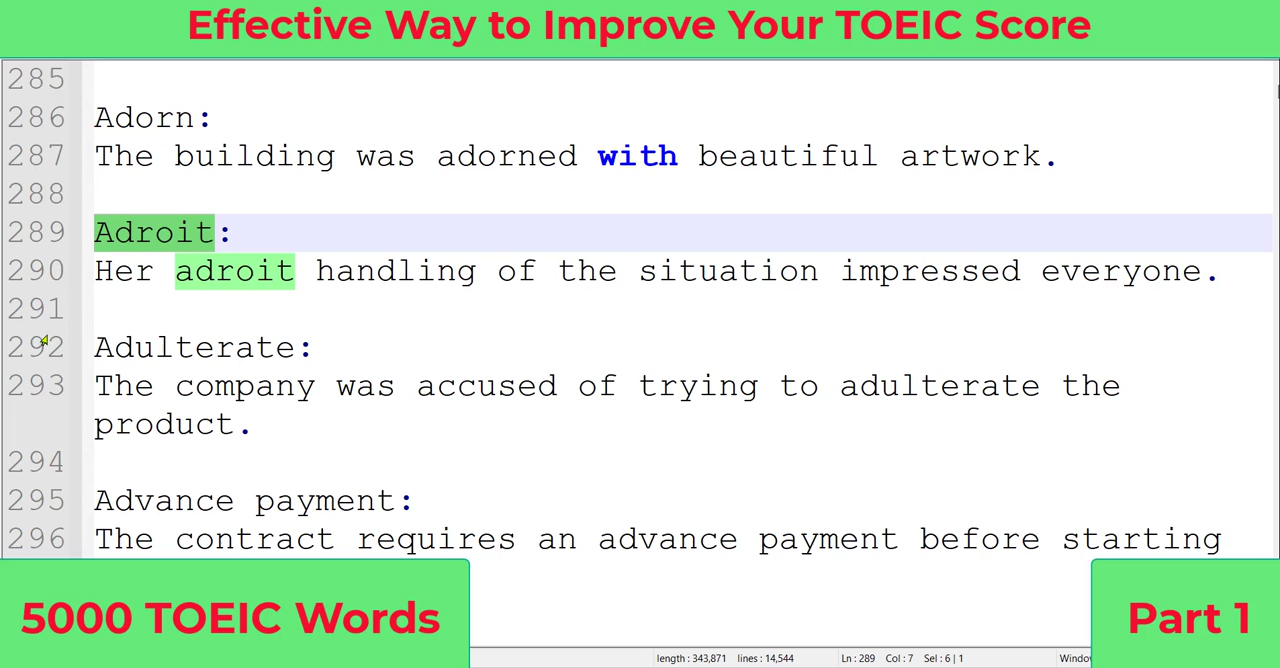 Effective Way to Improve Your TOEIC Score
285
286 Adorn:
287 The building was adorned with beautiful artwork.
288
289 Adroit:
290 Her adroit handling of the situation impressed everyone.
291
292 Adulterate:
293 The company was accused of trying to adulterate the
product.
294
295 Advance payment:
296 The contract requires an advance payment before starting
5000 TOEIC Words
Part 1
length : 343,871 lines : 14,544 Ln : 289 Col : 7 Sel : 6 | 1